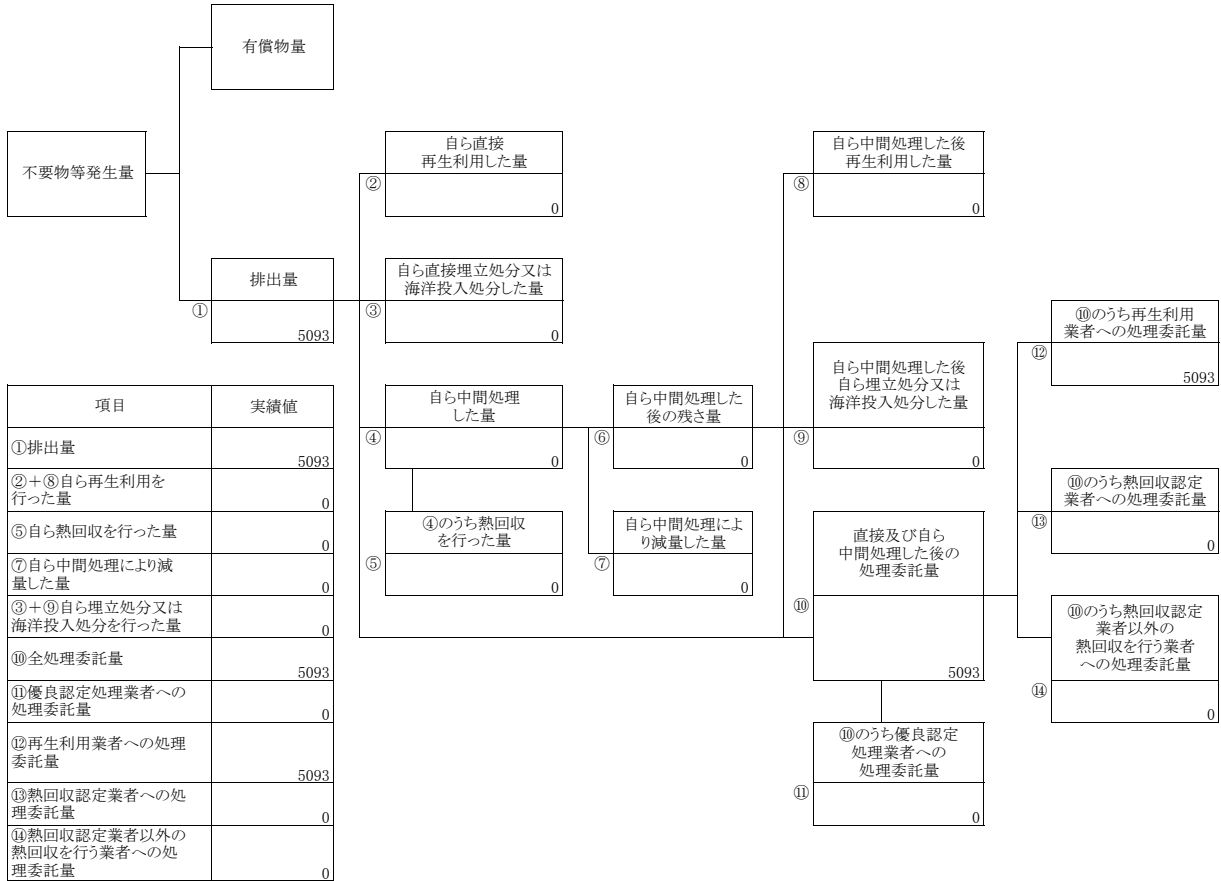 有償物量
不要物等発生量
排出量
①
5093
自ら直接
再生利用した量
②
0
自ら直接埋立処分又は
海洋投入処分した量
③
0
自ら中間処理
した量
④
0
④のうち熱回収
を行った量
⑤
0
自ら中間処理した
後の残さ量
⑥
0
自ら中間処理によ
り減量した量
⑦
0
自ら中間処理した後
再生利用した量
⑧
0
自ら中間処理した後
自ら埋立処分又は
海洋投入処分した量
⑨
0
直接及び自ら
中間処理した後の
処理委託量
⑩
5093
⑩のうち優良認定
処理業者への
処理委託量
⑪
0
⑩のうち再生利用
業者への処理委託量
⑫
5093
⑩のうち熱回収認定
業者への処理委託量
⑬
0
⑩のうち熱回収認定
業者以外の
熱回収を行う業者
への処理委託量
⑭
0
項目 実績値
①排出量
5093
②＋⑧自ら再生利用を
行った量
0
⑤自ら熱回収を行った量
0
⑦自ら中間処理により減
量した量
0
③＋⑨自ら埋立処分又は
海洋投入処分を行った量
0
⑩全処理委託量
5093
⑪優良認定処理業者への
処理委託量
0
⑫再生利用業者への処理
委託量
5093
⑬熱回収認定業者への処
理委託量
0
⑭熱回収認定業者以外の
熱回収を行う業者への処
理委託量
0